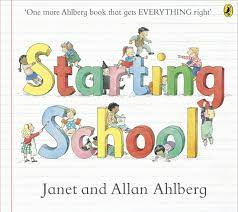 'One more Ahlberg book that gets EVERYTHING right'
Starting
School
Janet and Allan Ahlberg